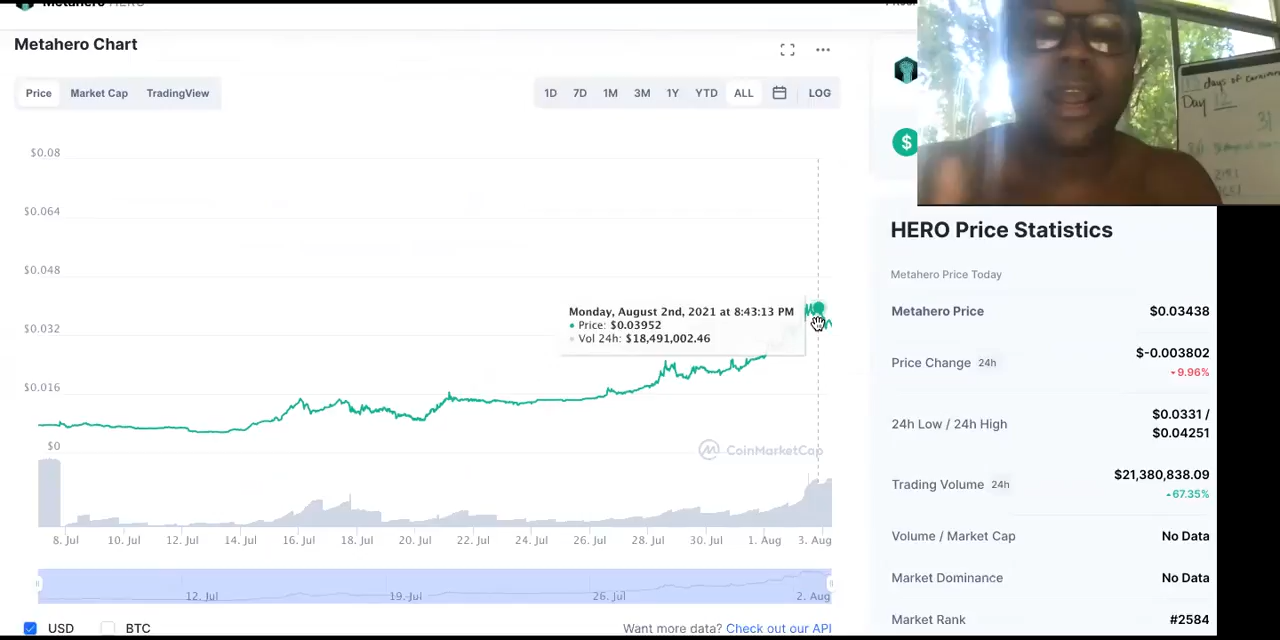 Metahero HERO
Metahero Chart
Price
Market Cap
TradingView
1D
7D
1M
3M
1Y
YTD
ALL
LOG
$0.08
$0.064
$0.048
$0.032
$0.016
$0
Monday, August 2nd, 2021 at 8:43:13 PM
Price: $0.03952
Vol 24h: $18,491,002.46
CoinMarketCap
8. Jul
10. Jul
12. Jul
14. Jul
16. Jul
18. Jul
20. Jul
22. Jul
24. Jul
26. Jul
28. Jul
30. Jul
1. Aug
3. Aug
12. Jul
19. Jul
26. Jul
2. Aug
USD
BTC
Want more data? Check out our API
$
days of
Day 12
31
HERO Price Statistics
Metahero Price Today
Metahero Price
$0.03438
Price Change 24h
$-0.003802
9.96%
24h Low / 24h High
$0.0331 /
$0.04251
Trading Volume 24h
$21,380,838.09
67.35%
Volume / Market Cap
No Data
Market Dominance
No Data
Market Rank
#2584